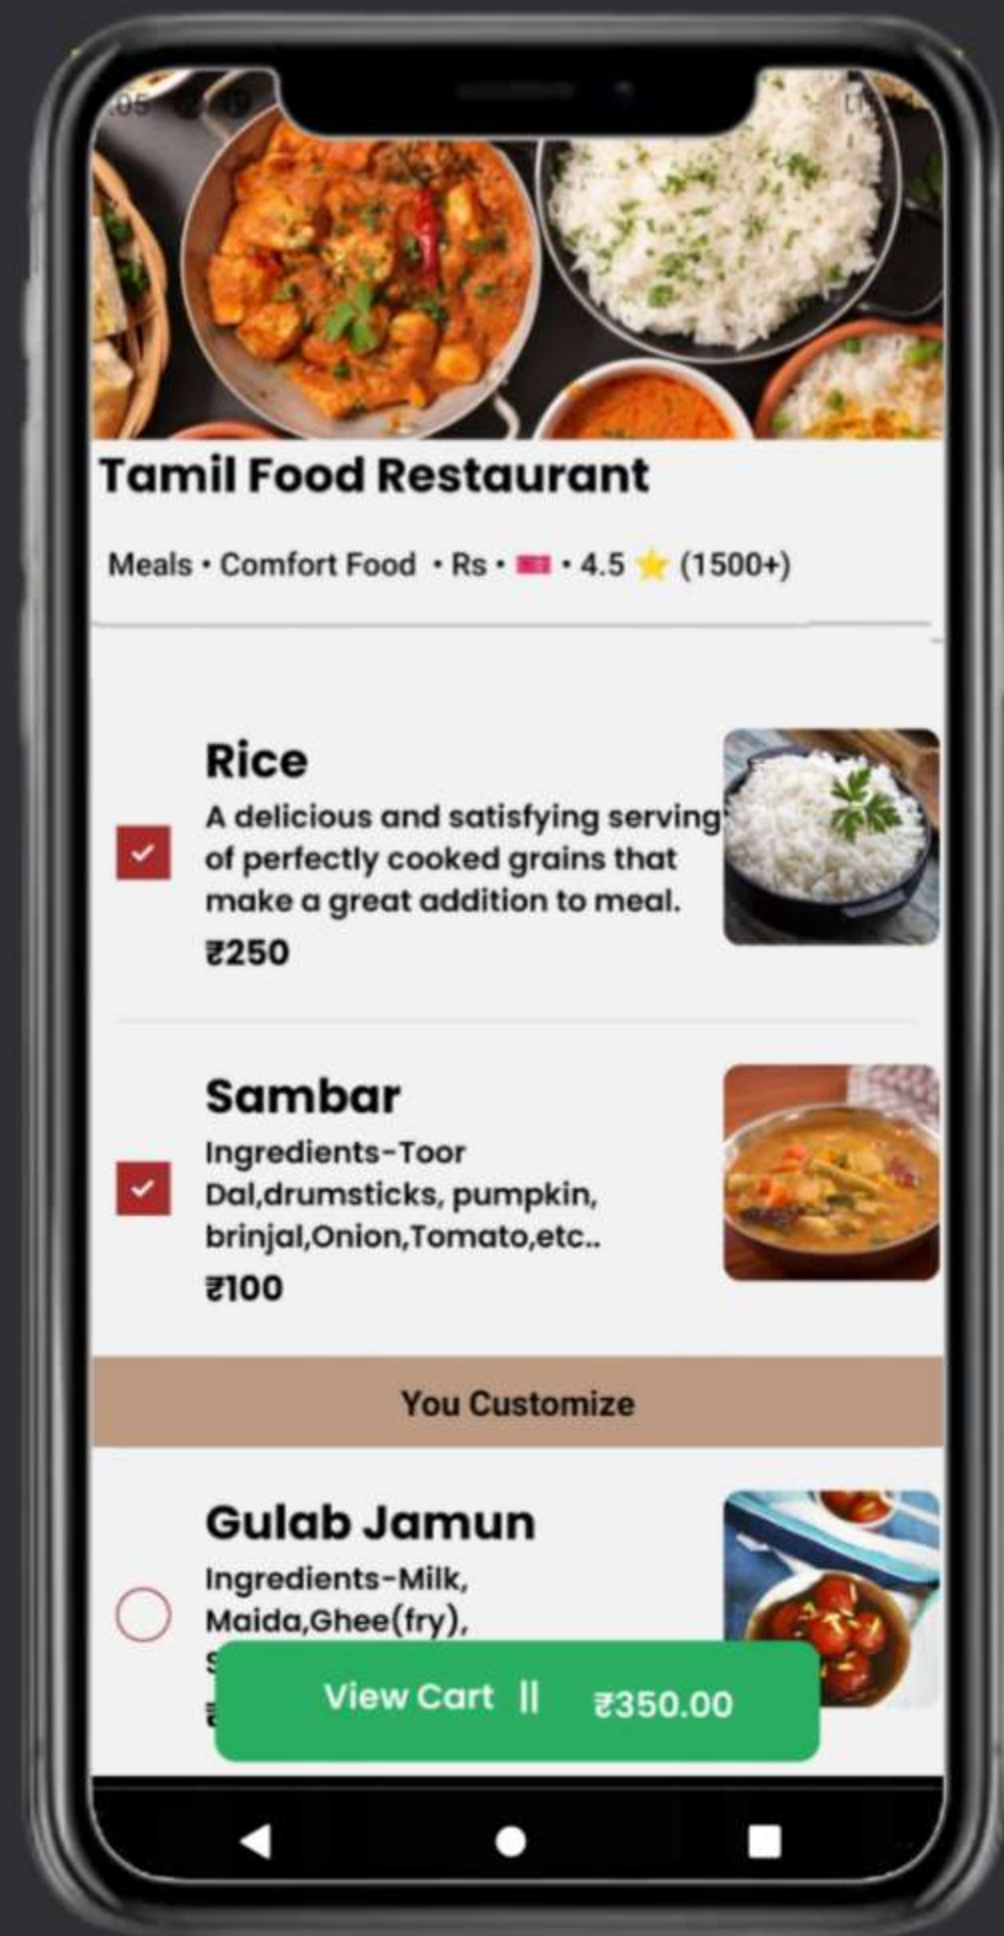 Tamil Food Restaurant
Meals • Comfort Food • Rs • 🎟 • 4.5 ⭐ (1500+)
Rice
A delicious and satisfying serving
of perfectly cooked grains that
make a great addition to meal.
₹250
Sambar
Ingredients-Toor
Dal,drumsticks, pumpkin,
brinjal,Onion,Tomato,etc..
₹100
You Customize
Gulab Jamun
Ingredients-Milk,
Maida,Ghee(fry),
View Cart || ₹350.00